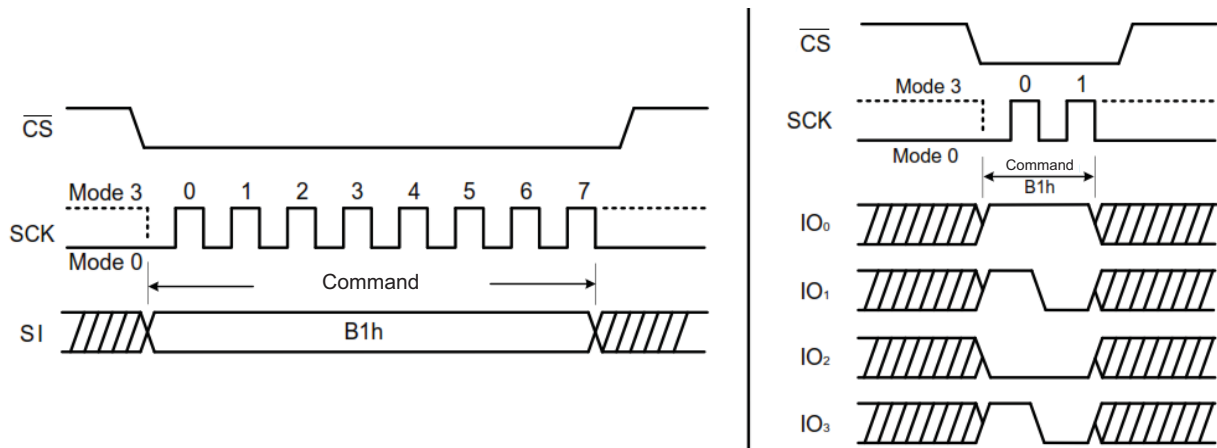 CS
Mode 3 0 1 2 3 4 5 6 7
SCK
Mode 0
Command
SI B1h
CS
Mode 3 0 1
SCK
Mode 0 Command
B1h
IO₀
IO₁
IO₂
IO₃